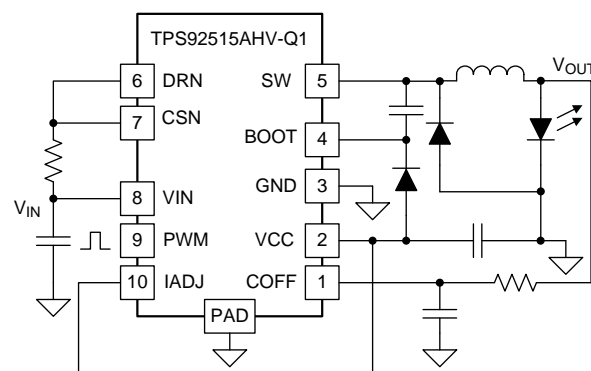 TPS92515AHV-Q1
6 DRN SW 5
VOUT
7 CSN
BOOT 4
GND 3
8 VIN
VIN
9 PWM VCC 2
10 IADJ COFF 1
PAD